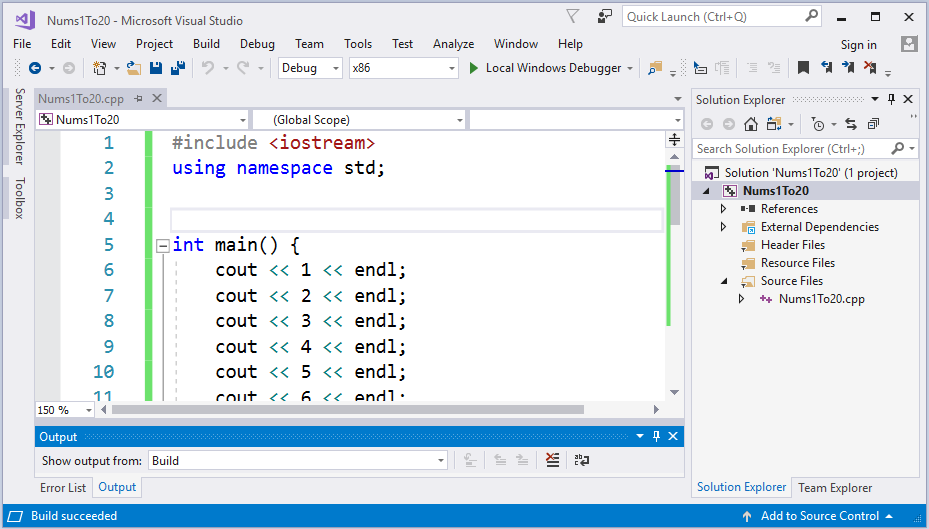 Nums1To20 - Microsoft Visual Studio
Quick Launch (Ctrl+Q)
File Edit View Project Build Debug Team Tools Test Analyze Window Help
Sign in
Debug x86 Local Windows Debugger
Server Explorer
Toolbox
Nums1To20.cpp
Nums1To20 (Global Scope)
1 #include <iostream>
2 using namespace std;
3
4
5 int main() {
6 cout << 1 << endl;
7 cout << 2 << endl;
8 cout << 3 << endl;
9 cout << 4 << endl;
10 cout << 5 << endl;
11 cout << 6 << endl;
150 %
Output
Show output from: Build
Error List Output
Solution Explorer
Search Solution Explorer (Ctrl+;)
Solution 'Nums1To20' (1 project)
Nums1To20
References
External Dependencies
Header Files
Resource Files
Source Files
Nums1To20.cpp
Solution Explorer Team Explorer
Build succeeded
Add to Source Control